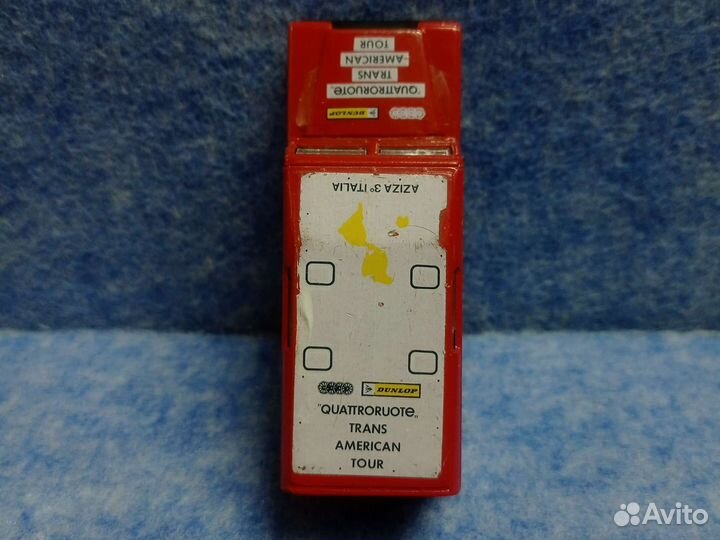 "QUATTRORUOTE„
TRANS
-AMERICAN
TOUR
DUNLOP
AZIZA 3° ITALIA
DUNLOP
"QUATTRORUOTe„
TRANS
AMERICAN
TOUR
Avito